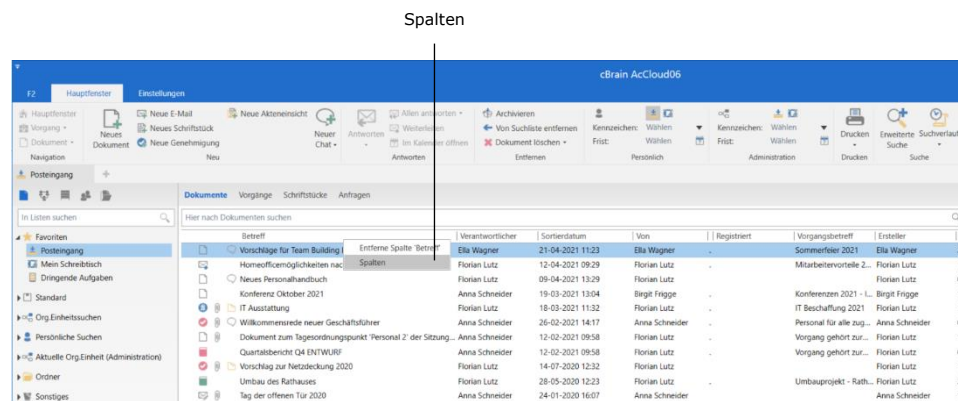 Spalten
cBrain AcCloud06
F2 Hauptfenster Einstellungen
Hauptfenster Neue E-Mail Neue Akteneinsicht Allen antworten Archivieren
Vorgang Neues Dokument Neues Schriftstück Neuer Chat Antworten Weiterleiten Von Suchliste entfernen Kennzeichen: Wählen Kennzeichen: Wählen Drucken Erweiterte Suche Suchverlauf
Dokument Neue Genehmigung Im Kalender öffnen Dokument löschen Frist: Wählen Frist: Wählen
Navigation Neu Antworten Entfernen Persönlich Administration Drucken Suche
Posteingang +
Dokumente Vorgänge Schriftstücke Anfragen
In Listen suchen Hier nach Dokumenten suchen
Favoriten Betreff Verantwortlicher Sortierdatum Von Registriert Vorgangsbetreff Ersteller
Posteingang Vorschläge für Team Building Entferne Spalte 'Betreff' Ella Wagner 21-04-2021 11:23 Ella Wagner . Sommerfeier 2021 Ella Wagner
Mein Schreibtisch Homeofficemöglichkeiten nac Spalten Florian Lutz 12-04-2021 09:29 Florian Lutz Mitarbeitervorteile 2... Florian Lutz
Dringende Aufgaben Neues Personalhandbuch Florian Lutz 09-04-2021 13:29 Florian Lutz . Florian Lutz
Standard Konferenz Oktober 2021 Anna Schneider 19-03-2021 13:04 Birgit Frigge . Konferenzen 2021 - I... Birgit Frigge
Org.Einheitssuchen IT Ausstattung Florian Lutz 18-03-2021 11:32 Florian Lutz . IT Beschaffung 2021 Florian Lutz
Willkommensrede neuer Geschäftsführer Anna Schneider 26-02-2021 14:17 Anna Schneider . Personal für alle zug... Anna Schneider
Persönliche Suchen Dokument zum Tagesordnungspunkt 'Personal 2' der Sitzung... Anna Schneider 12-02-2021 09:58 Florian Lutz . Vorgang gehört zur... Florian Lutz
Aktuelle Org.Einheit (Administration) Quartalsbericht Q4 ENTWURF Anna Schneider 12-02-2021 09:58 Florian Lutz . Vorgang gehört zur... Florian Lutz
Vorschlag zur Netzdeckung 2020 Florian Lutz 14-07-2020 12:32 Florian Lutz Florian Lutz
Ordner Umbau des Rathauses Florian Lutz 28-05-2020 12:23 Florian Lutz . Umbauprojekt - Rath... Florian Lutz
Sonstiges Tag der offenen Tür 2020 Anna Schneider 24-01-2020 16:07 Anna Schneider Anna Schneider